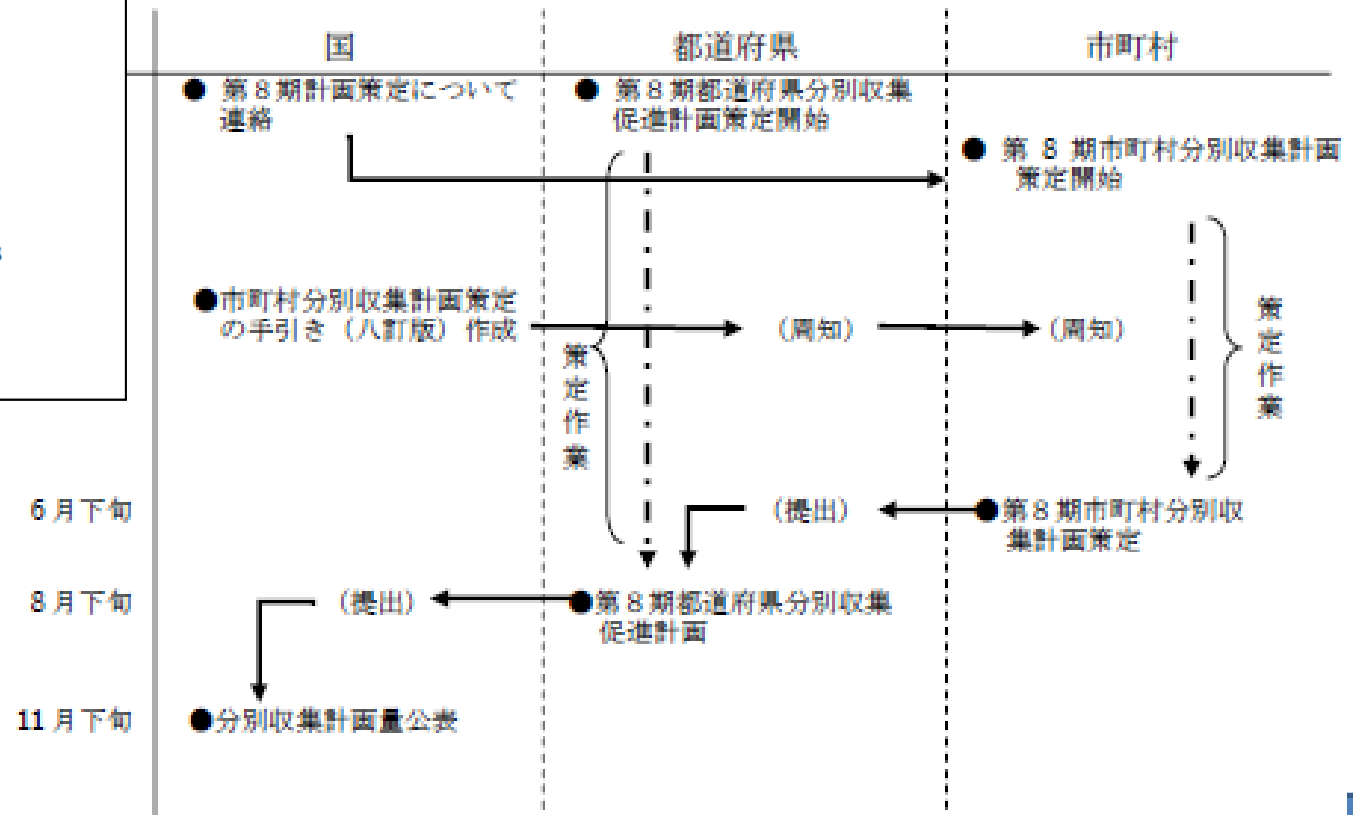 国
都道府県
市町村
● 第8期計画策定について
連絡
● 第8期都道府県分別収集
促進計画策定開始
● 第 8 期市町村分別収集計画
策定開始
●市町村分別収集計画策定
の手引き（八訂版）作成
（周知）
（周知）
策定作業
策定作業
6月下旬
（提出）
●第8期市町村分別収
集計画策定
8月下旬
（提出）
●第8期都道府県分別収集
促進計画
11月下旬
●分別収集計画量公表